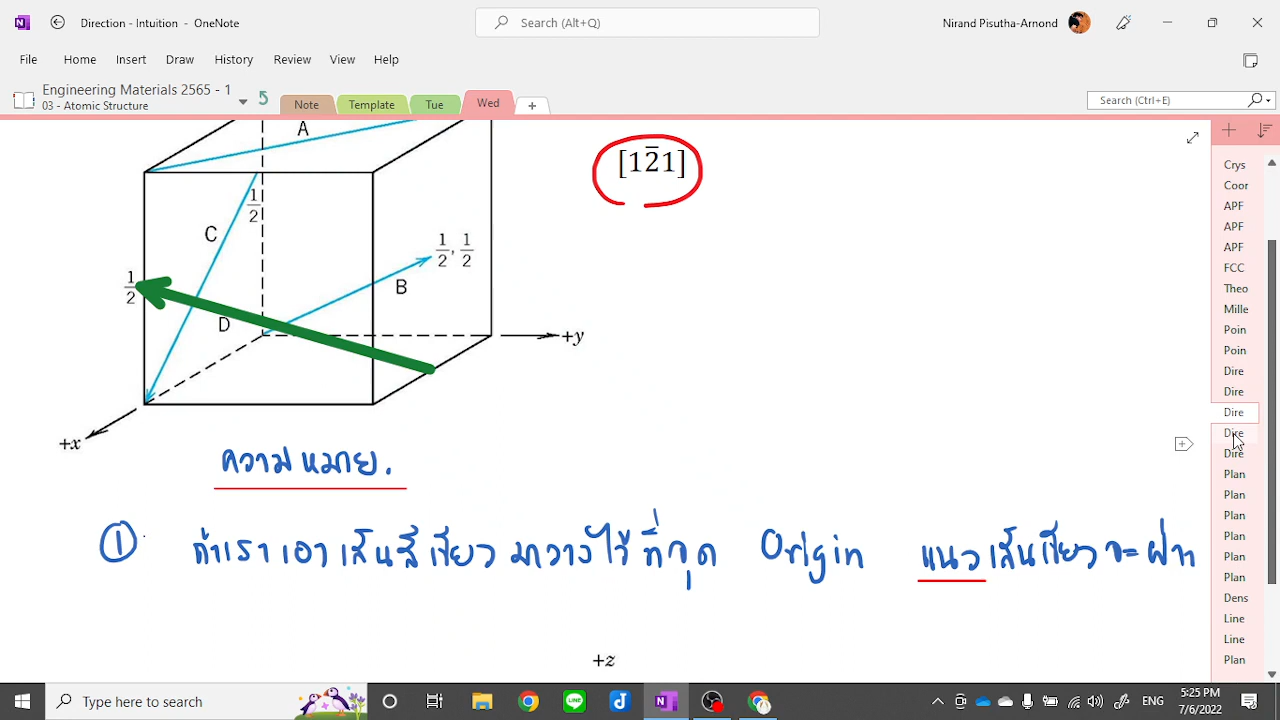 Direction - Intuition - OneNote
Search (Alt+Q)
Nirand Pisutha-Arnond
File Home Insert Draw History Review View Help
Engineering Materials 2565 - 1
03 - Atomic Structure
Note Template Tue Wed
Search (Ctrl+E)
A
[12̄1]
1/2
C
1/2, 1/2
1/2
B
D
+y
+x
ความหมาย.
① ถ้าเราเอาเส้นสีเขียวมาวางไว้ที่จุด Origin แนวเส้นเขียวจะผ่าน
+z
Crys
Coor
APF
APF
APF
FCC
Theo
Mille
Poin
Poin
Dire
Dire
Dire
Dire
Dire
Plan
Plan
Plan
Plan
Plan
Plan
Dens
Line
Line
Plan
Type here to search
ENG
5:25 PM
7/6/2022